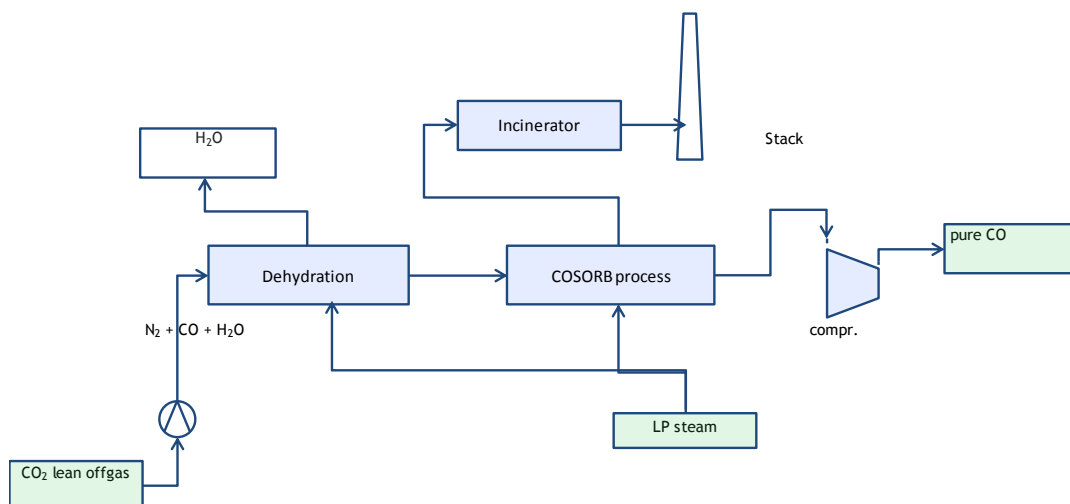 Incinerator
Stack
H₂O
pure CO
Dehydration
COSORB process
N₂ + CO + H₂O
compr.
LP steam
CO₂ lean offgas